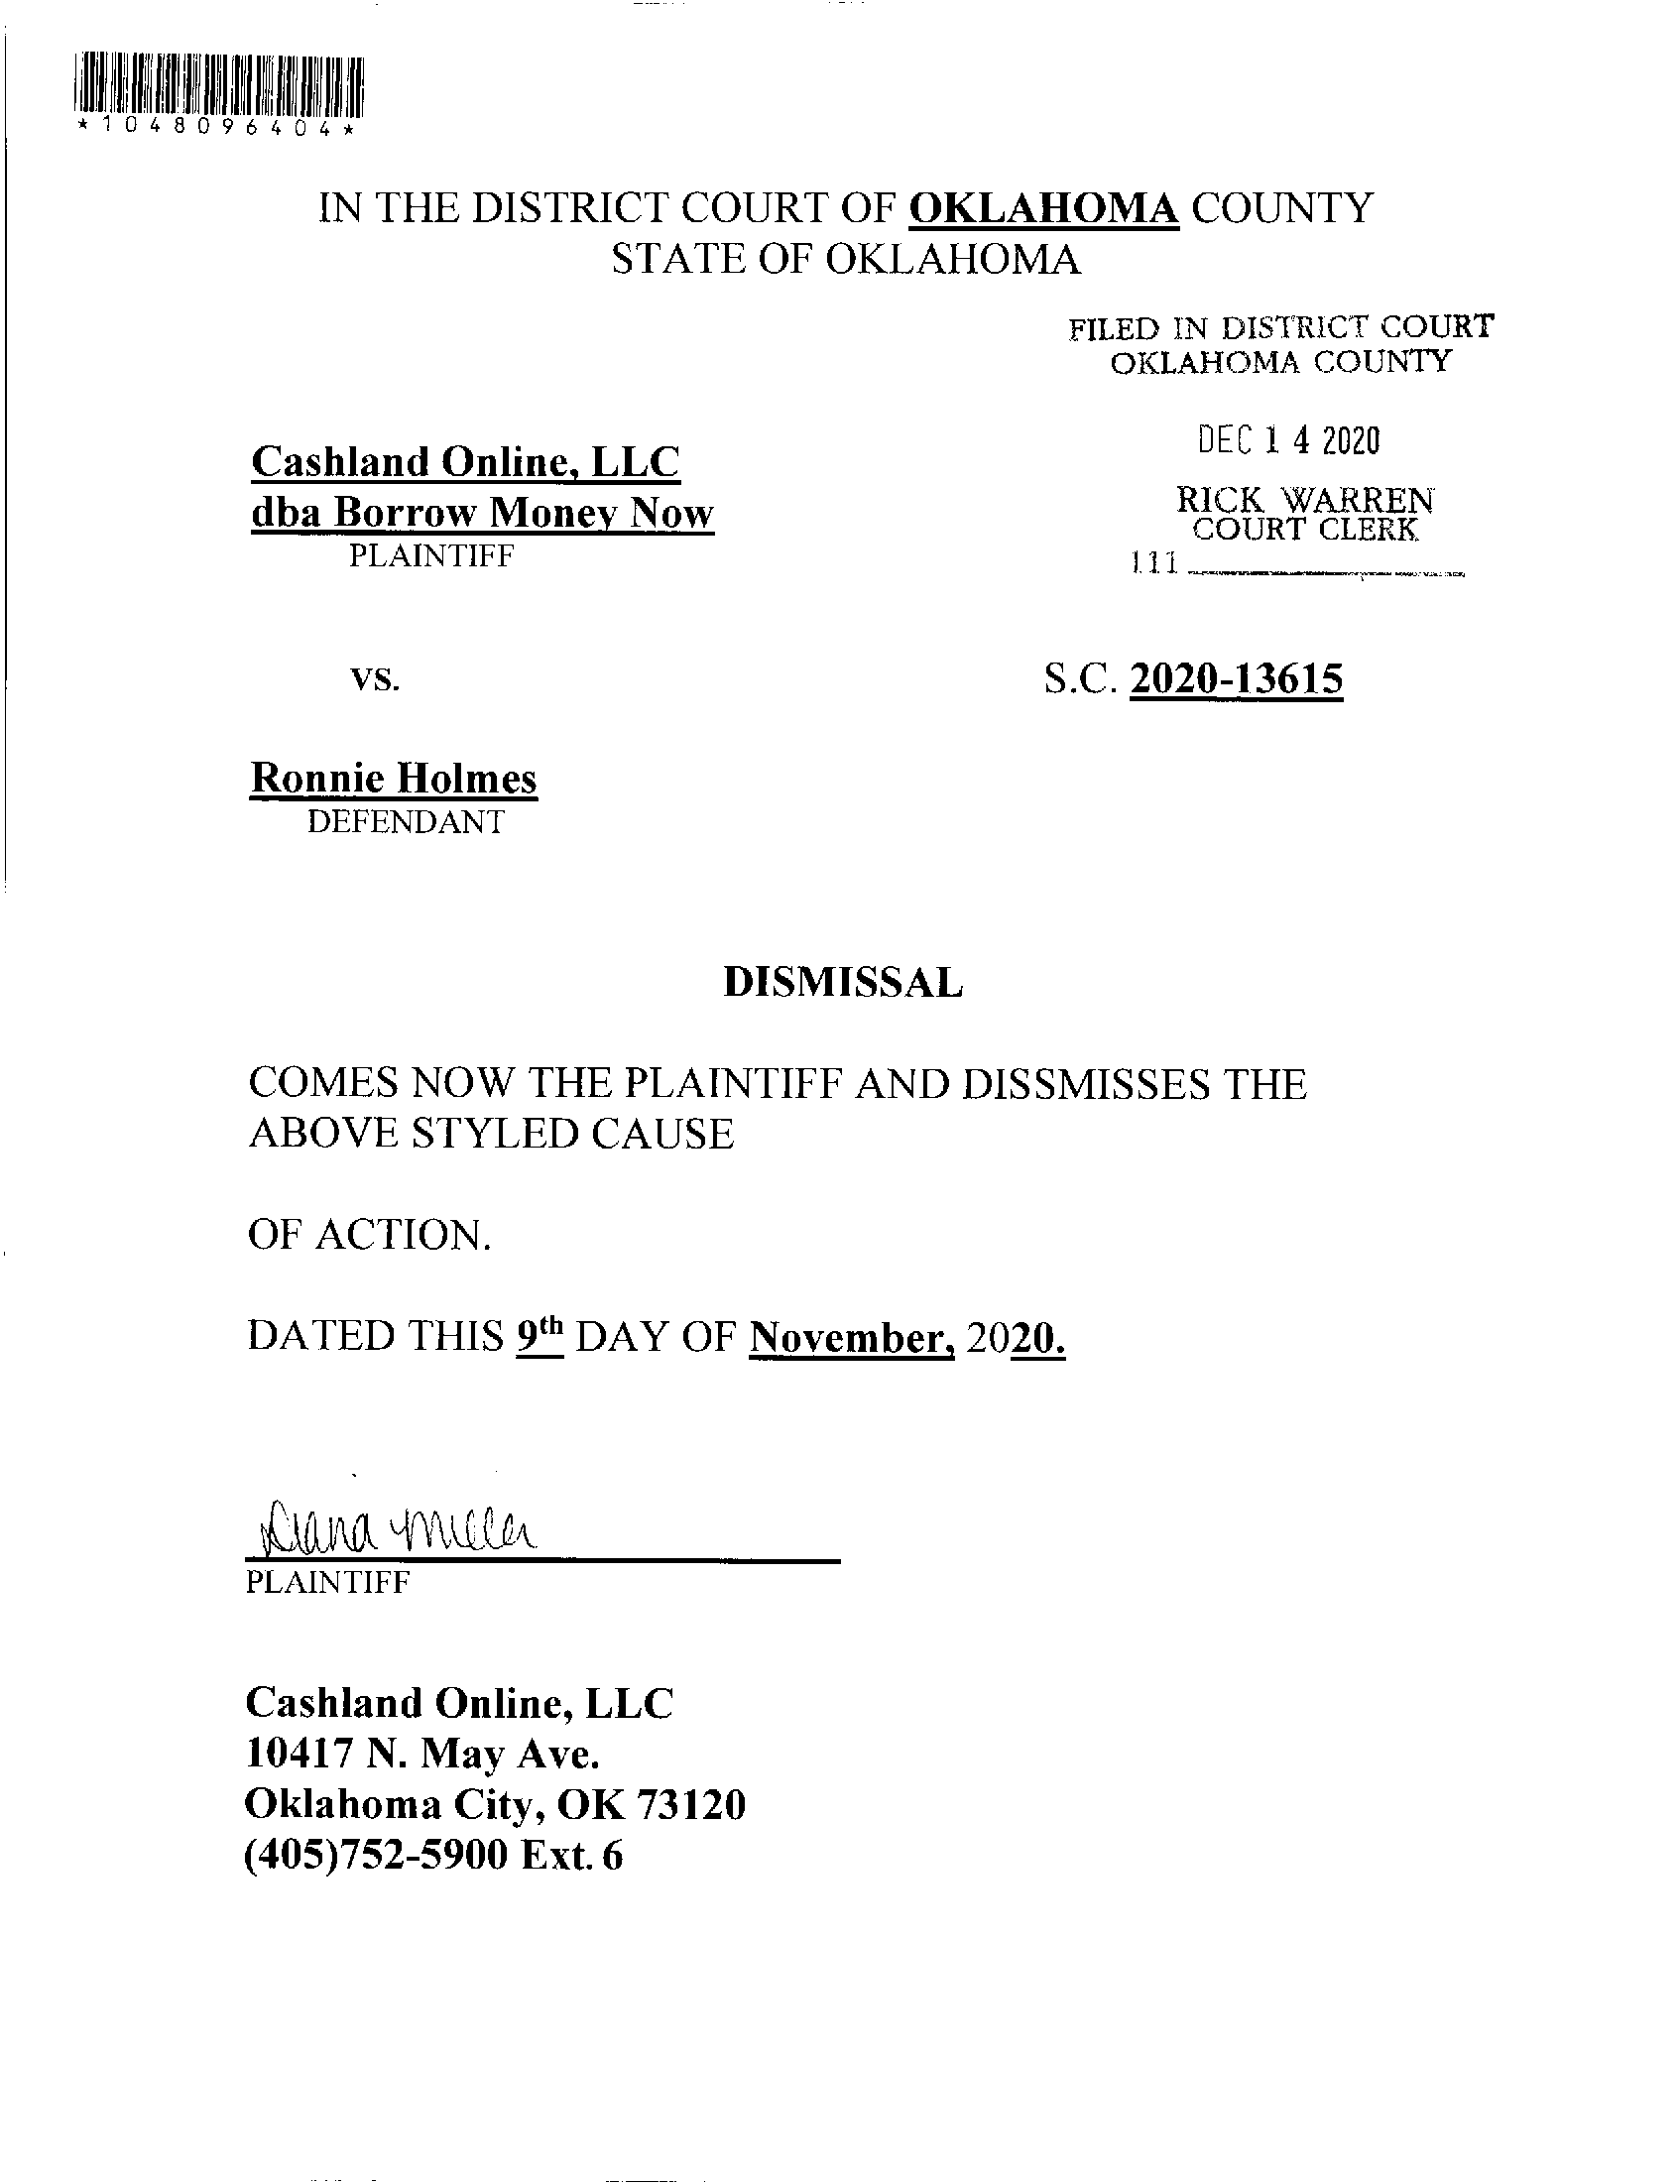 *1048096404*
IN THE DISTRICT COURT OF OKLAHOMA COUNTY
STATE OF OKLAHOMA
FILED IN DISTRICT COURT
OKLAHOMA COUNTY
DEC 14 2020
RICK WARREN
COURT CLERK
111
Cashland Online, LLC
dba Borrow Money Now
PLAINTIFF
vs.
S.C. 2020-13615
Ronnie Holmes
DEFENDANT
DISMISSAL
COMES NOW THE PLAINTIFF AND DISSMISSES THE
ABOVE STYLED CAUSE
OF ACTION.
DATED THIS 9th DAY OF November, 2020.
Diana Miller
PLAINTIFF
Cashland Online, LLC
10417 N. May Ave.
Oklahoma City, OK 73120
(405)752-5900 Ext. 6